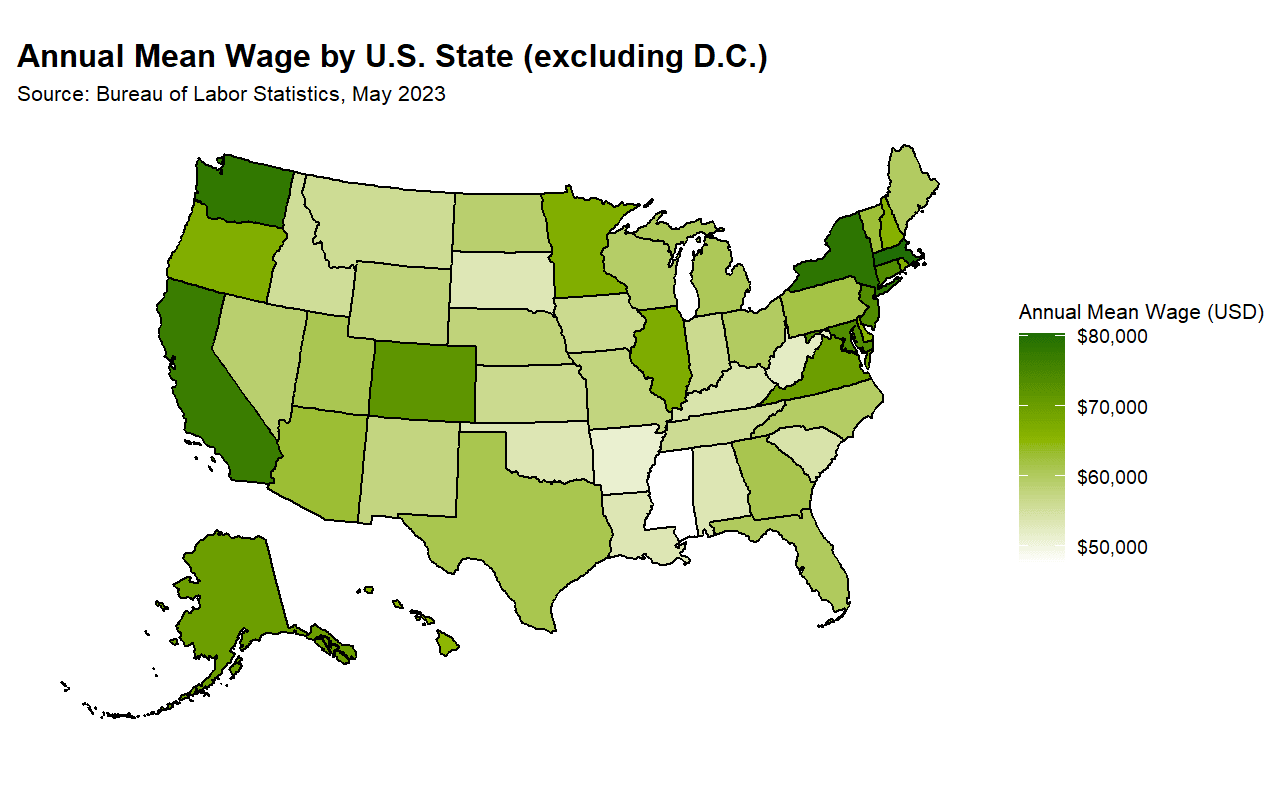 Annual Mean Wage by U.S. State (excluding D.C.)
Source: Bureau of Labor Statistics, May 2023
Annual Mean Wage (USD)
$80,000
$70,000
$60,000
$50,000